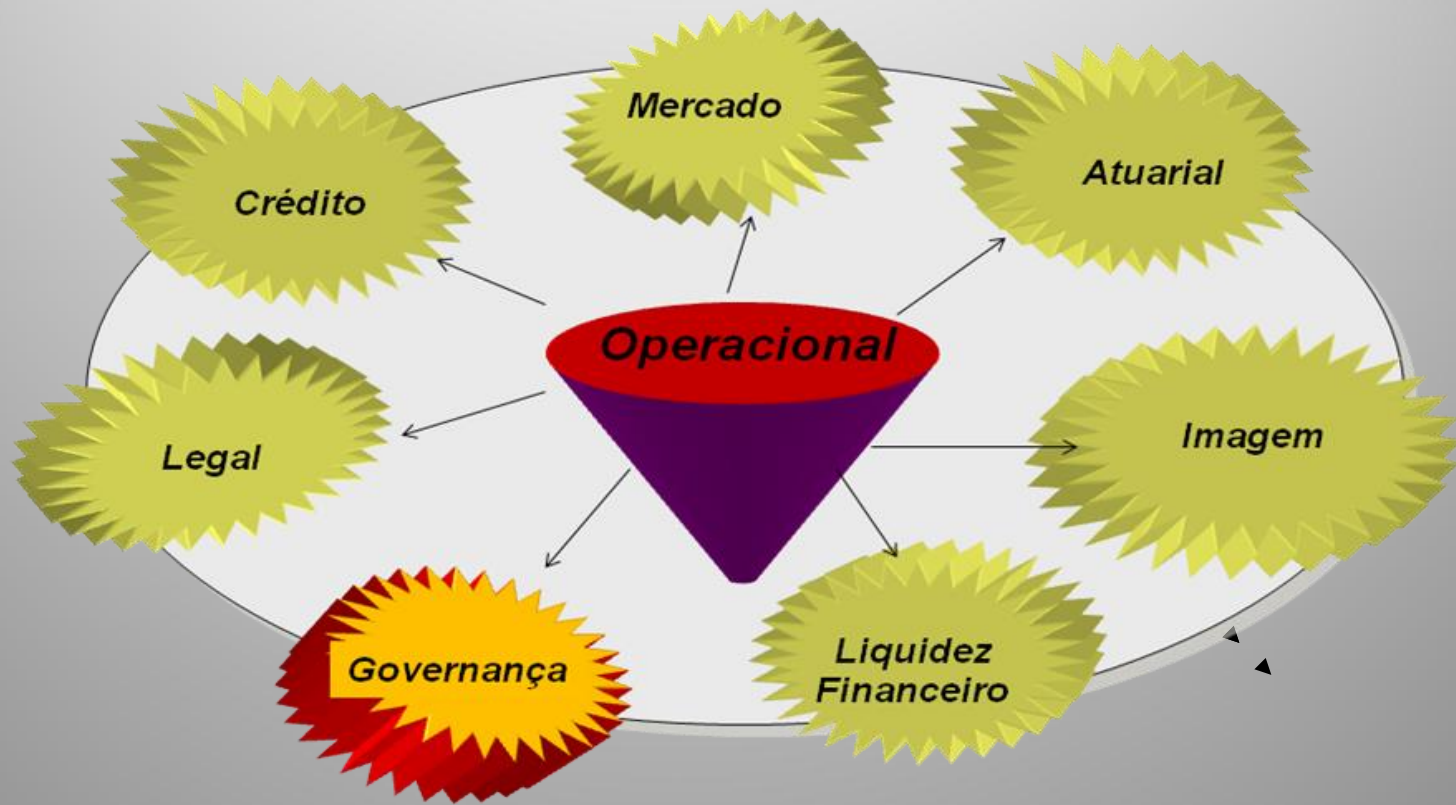 Mercado
Atuarial
Crédito
Operacional
Imagem
Legal
Liquidez
Financeiro
Governança